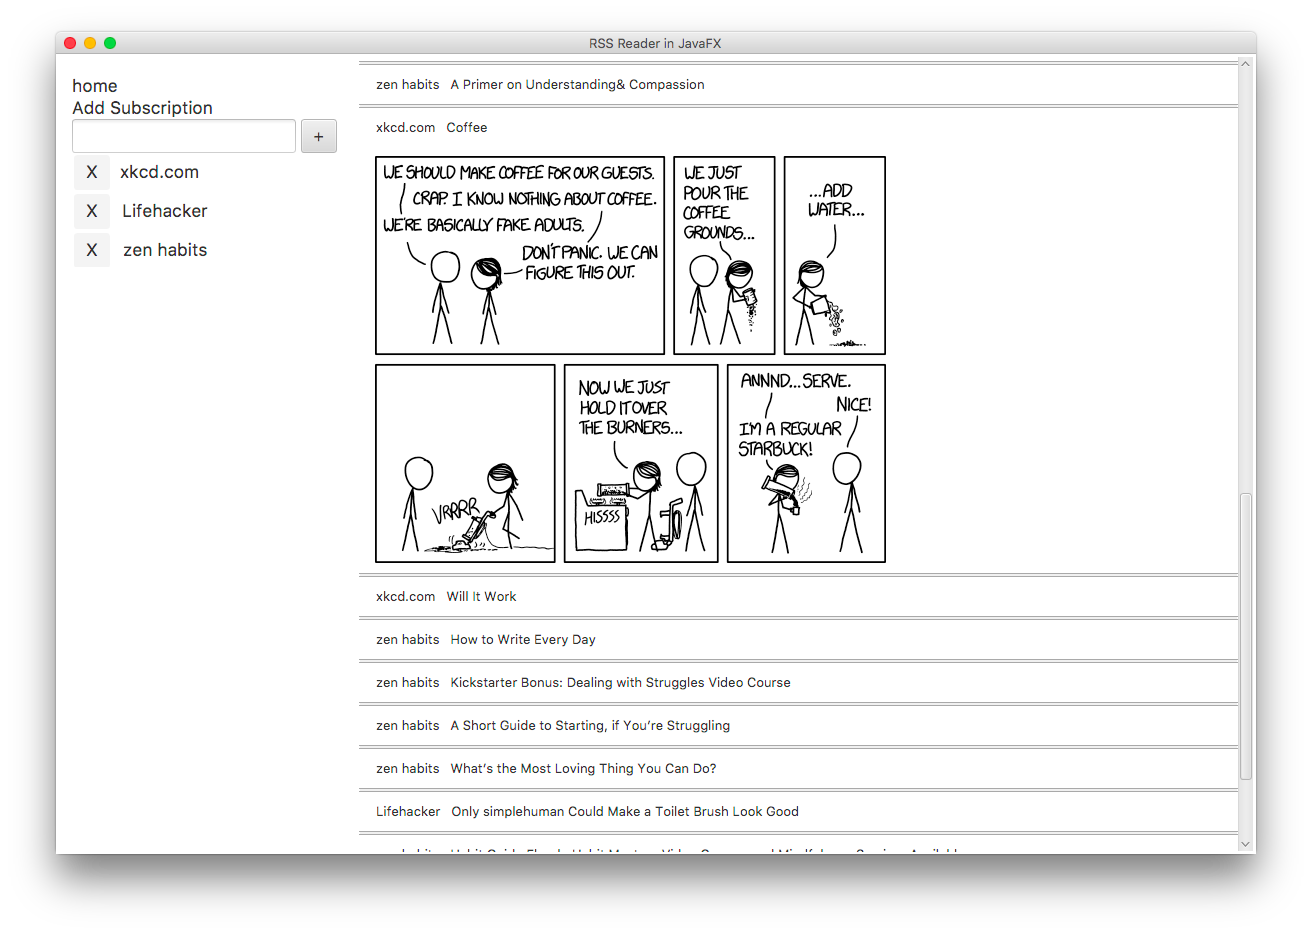 RSS Reader in JavaFX
home
Add Subscription
+
X xkcd.com
X Lifehacker
X zen habits
zen habits A Primer on Understanding& Compassion
xkcd.com Coffee
WE SHOULD MAKE COFFEE FOR OUR GUESTS.
CRAP. I KNOW NOTHING ABOUT COFFEE.
WE'RE BASICALLY FAKE ADULTS.
DON'T PANIC. WE CAN
FIGURE THIS OUT.
WE JUST
POUR THE
COFFEE
GROUNDS...
...ADD
WATER...
VRRRR
NOW WE JUST
HOLD IT OVER
THE BURNERS...
HISSSS
ANNND...SERVE.
NICE!
I'M A REGULAR
STARBUCK!
xkcd.com Will It Work
zen habits How to Write Every Day
zen habits Kickstarter Bonus: Dealing with Struggles Video Course
zen habits A Short Guide to Starting, if You’re Struggling
zen habits What’s the Most Loving Thing You Can Do?
Lifehacker Only simplehuman Could Make a Toilet Brush Look Good